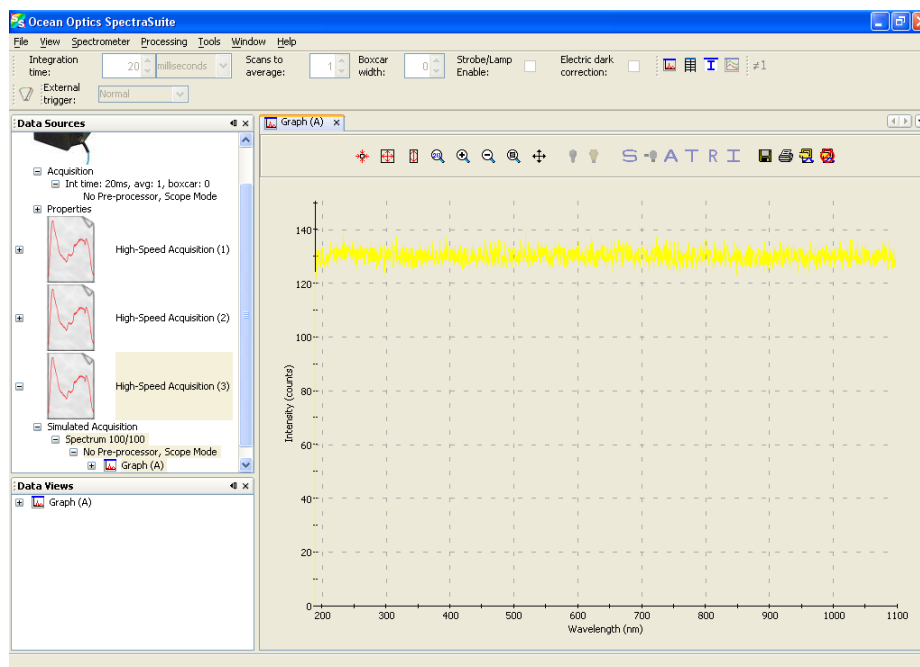 Ocean Optics SpectraSuite
File View Spectrometer Processing Tools Window Help
Integration time: 20 milliseconds Scans to average: 1 Boxcar width: 0 Strobe/Lamp Enable: Electric dark correction: ≠1
External trigger: Normal
Data Sources
Acquisition
Int time: 20ms, avg: 1, boxcar: 0
No Pre-processor, Scope Mode
Properties
High-Speed Acquisition (1)
High-Speed Acquisition (2)
High-Speed Acquisition (3)
Simulated Acquisition
Spectrum 100/100
No Pre-processor, Scope Mode
Graph (A)
Data Views
Graph (A)
Graph (A)
S A T R I
140
120
100
80
60
40
20
0
Intensity (counts)
200 300 400 500 600 700 800 900 1000 1100
Wavelength (nm)